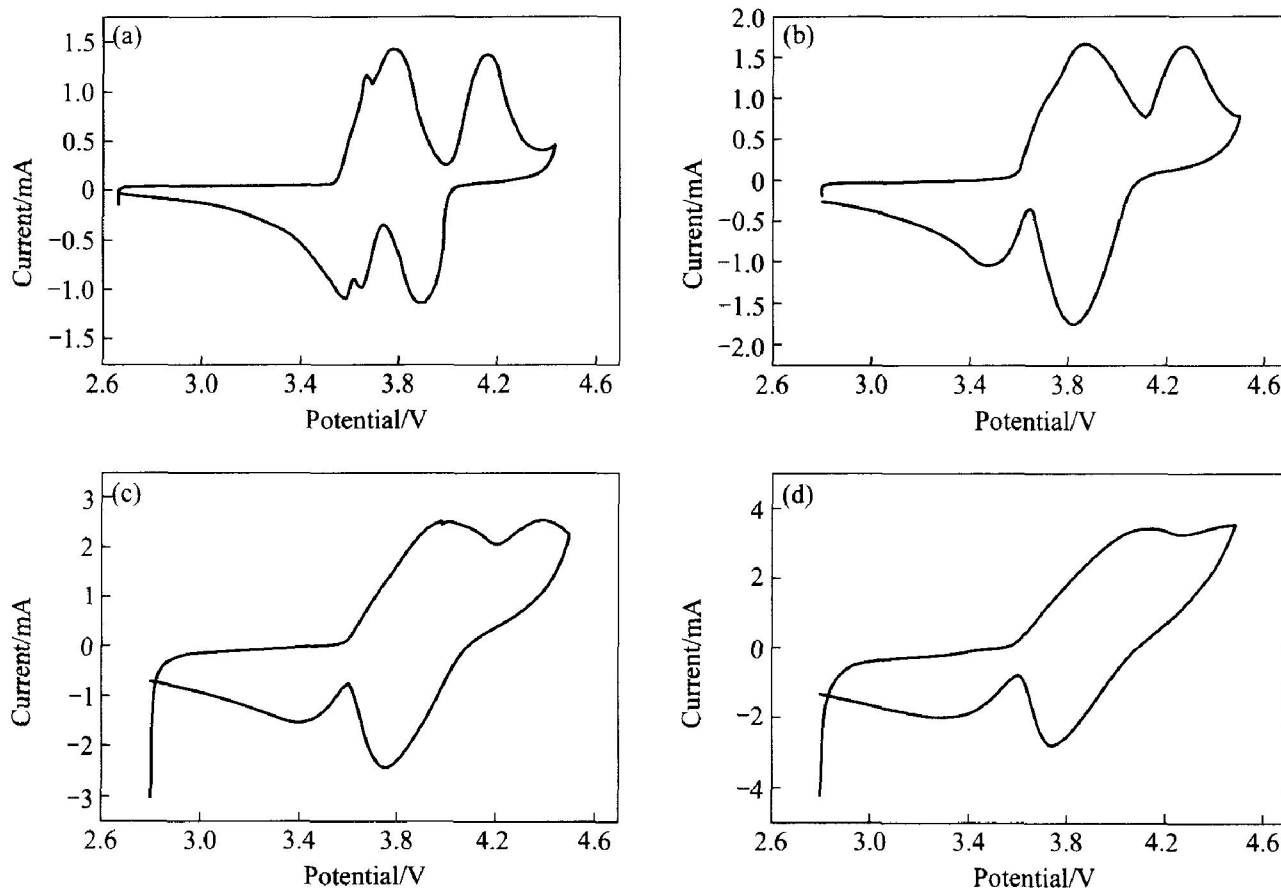 (a)
1.5
1.0
0.5
0
−0.5
−1.0
−1.5
Current/mA
2.6 3.0 3.4 3.8 4.2 4.6
Potential/V
(b)
2.0
1.5
1.0
0.5
0
−0.5
−1.0
−1.5
−2.0
Current/mA
2.6 3.0 3.4 3.8 4.2 4.6
Potential/V
(c)
3
2
1
0
−1
−2
−3
Current/mA
2.6 3.0 3.4 3.8 4.2 4.6
Potential/V
(d)
4
2
0
−2
−4
Current/mA
2.6 3.0 3.4 3.8 4.2 4.6
Potential/V